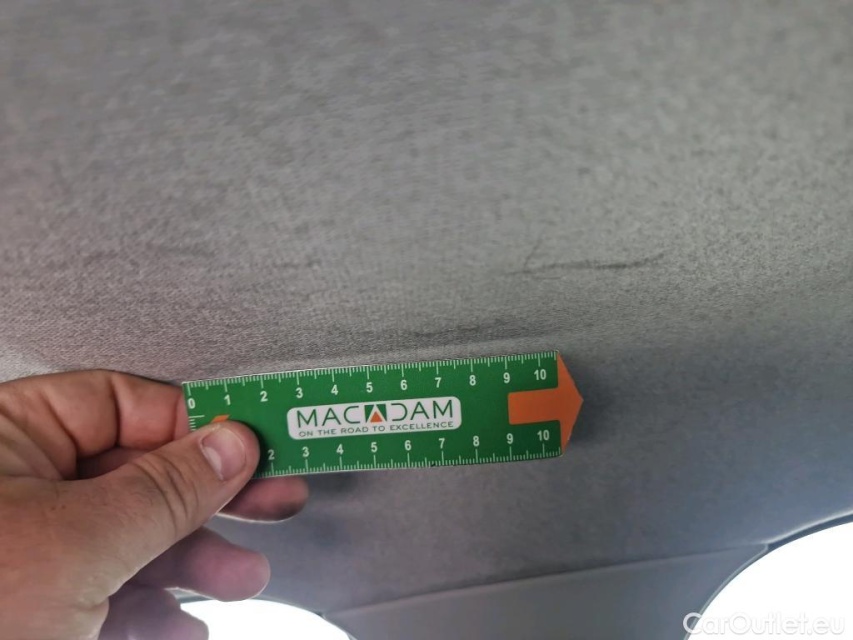 0 1 2 3 4 5 6 7 8 9 10
MACADAM
ON THE ROAD TO EXCELLENCE
2 3 4 5 6 7 8 9 10
CarOutlet.eu